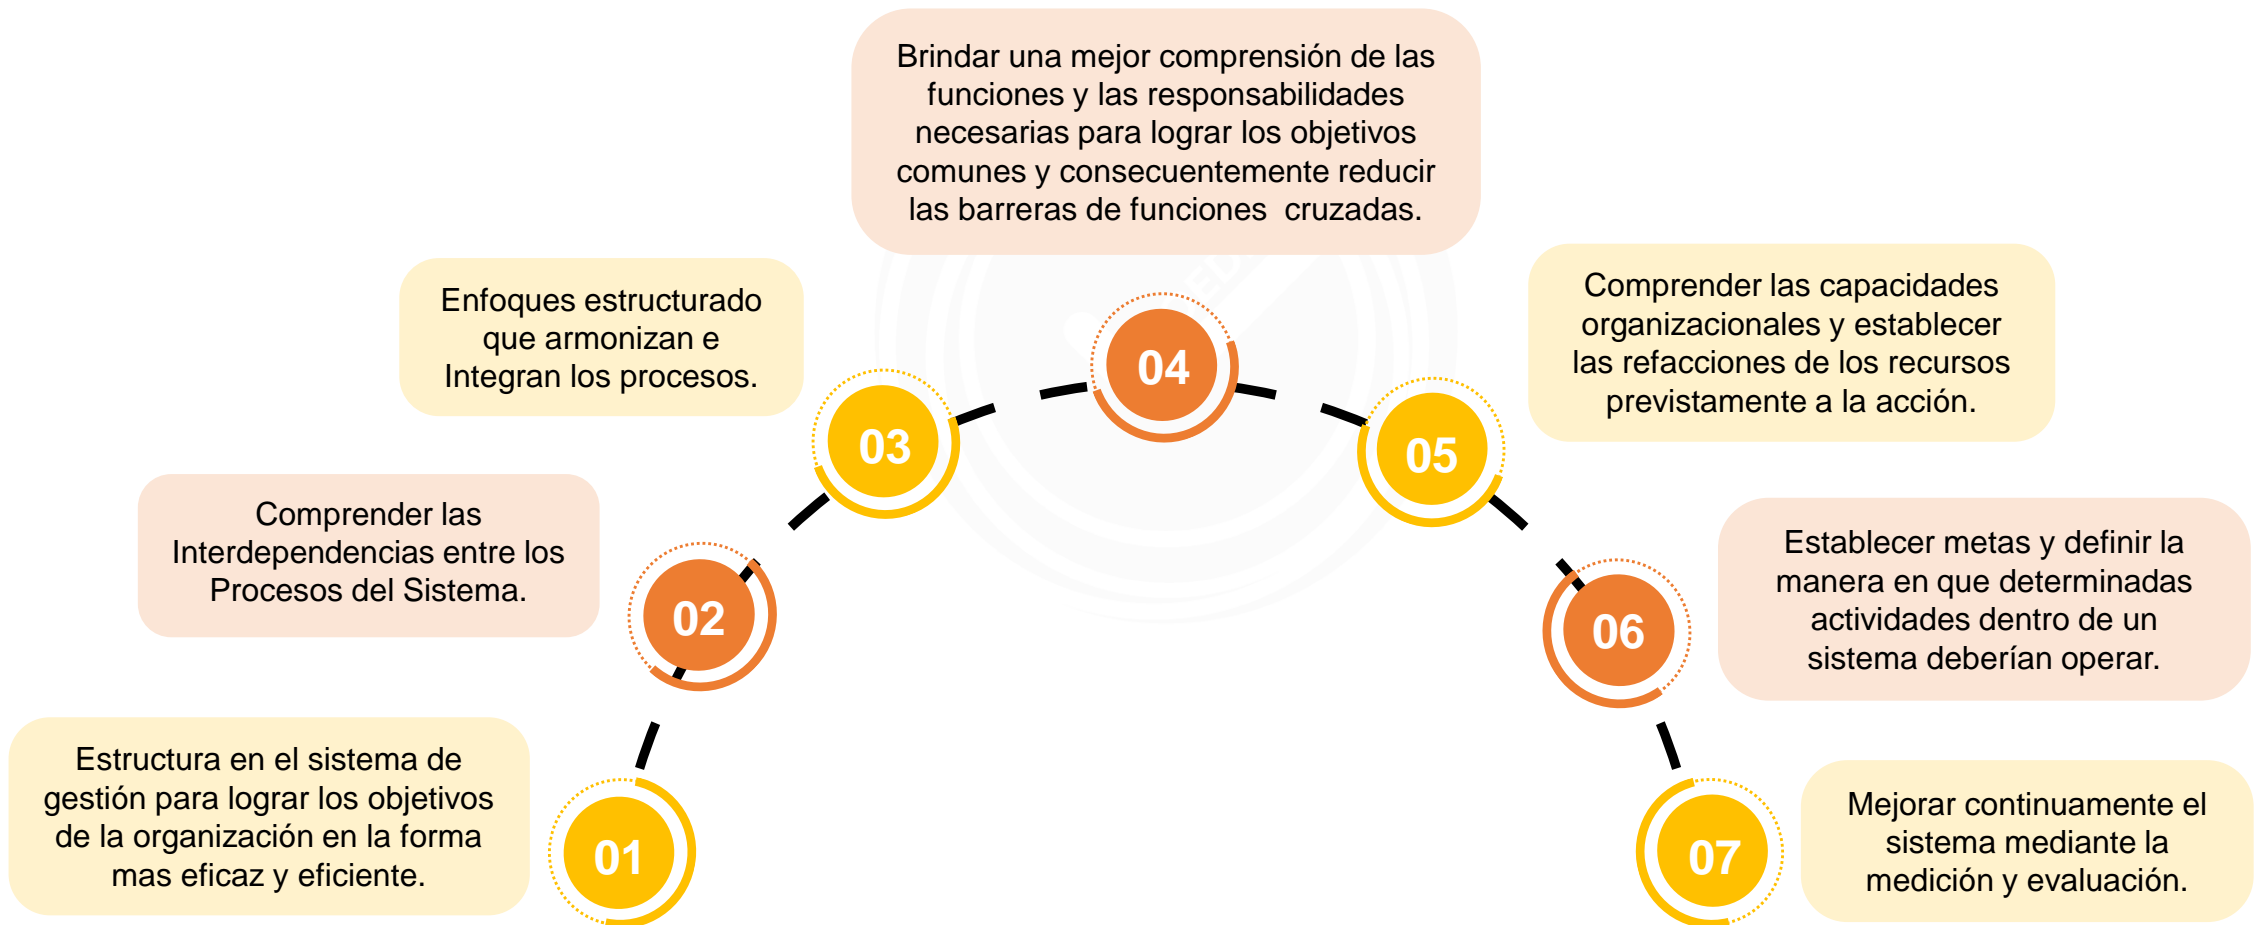 Brindar una mejor comprensión de las
funciones y las responsabilidades
necesarias para lograr los objetivos
comunes y consecuentemente reducir
las barreras de funciones cruzadas.
Enfoques estructurado
que armonizan e
Integran los procesos.
Comprender las capacidades
organizacionales y establecer
las refacciones de los recursos
previstamente a la acción.
04
03
05
Comprender las
Interdependencias entre los
Procesos del Sistema.
Establecer metas y definir la
manera en que determinadas
actividades dentro de un
sistema deberían operar.
02
06
Estructura en el sistema de
gestión para lograr los objetivos
de la organización en la forma
mas eficaz y eficiente.
01
07
Mejorar continuamente el
sistema mediante la
medición y evaluación.